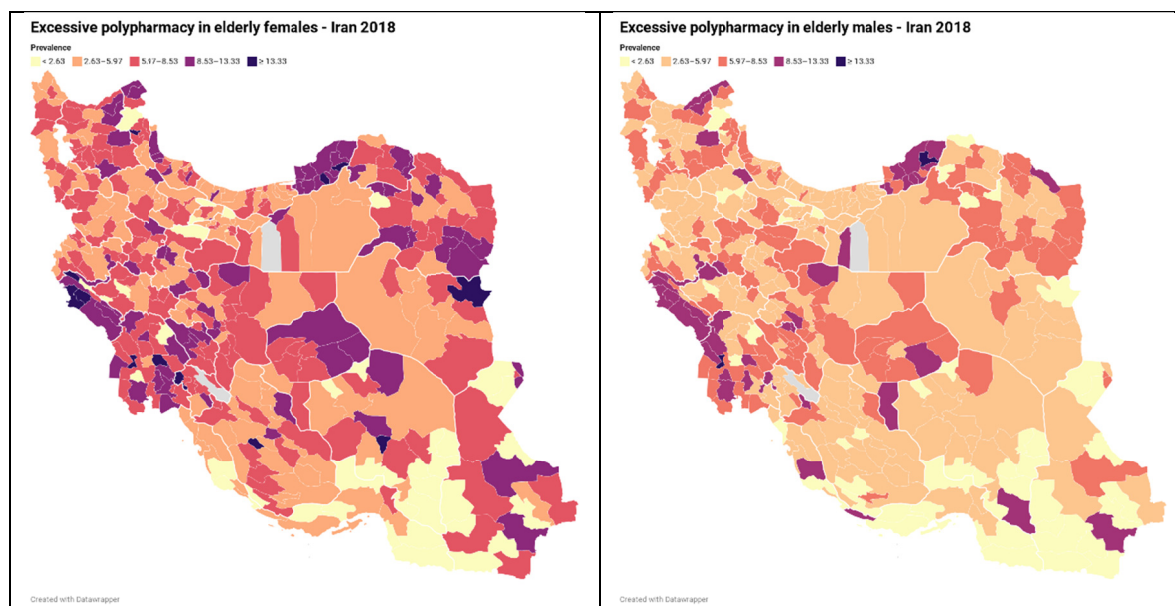 Excessive polypharmacy in elderly females - Iran 2018
Prevalence
< 2.63 2.63–5.97 5.97–8.53 8.53–13.33 ≥ 13.33
Created with Datawrapper
Excessive polypharmacy in elderly males - Iran 2018
Prevalence
< 2.63 2.63–5.97 5.97–8.53 8.53–13.33 ≥ 13.33
Created with Datawrapper